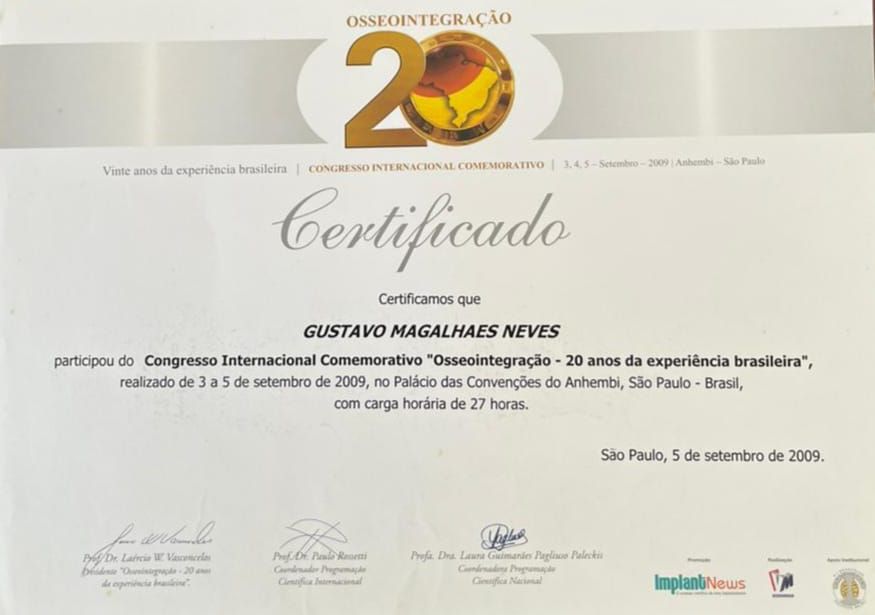 OSSEOINTEGRAÇÃO
20
Vinte anos da experiência brasileira | CONGRESSO INTERNACIONAL COMEMORATIVO | 3, 4, 5 – Setembro – 2009 | Anhembi – São Paulo
Certificado
Certificamos que
GUSTAVO MAGALHAES NEVES
participou do Congresso Internacional Comemorativo "Osseointegração - 20 anos da experiência brasileira",
realizado de 3 a 5 de setembro de 2009, no Palácio das Convenções do Anhembi, São Paulo - Brasil,
com carga horária de 27 horas.
São Paulo, 5 de setembro de 2009.
Prof. Dr. Laércio W. Vasconcelos
Presidente "Osseointegração - 20 anos
da experiência brasileira".
Prof. Dr. Paulo Rossetti
Coordenador Programação
Científica Internacional
Profa. Dra. Laura Guimarães Pagliuso Paleckis
Coordenadora Programação
Científica Nacional
Promoção
ImplantNews
Realização
Apoio Institucional